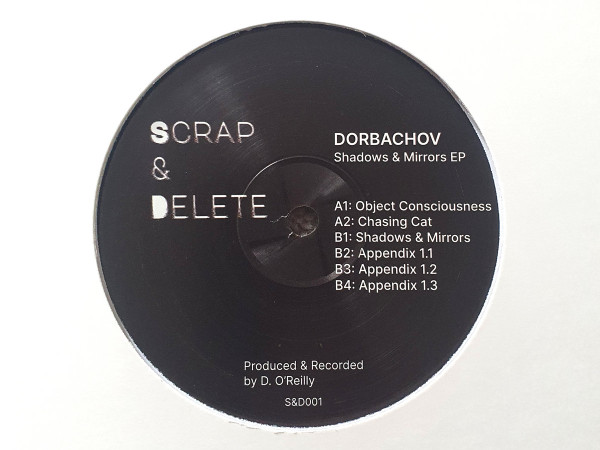 SCRAP
&
DELETE
DORBACHOV
Shadows & Mirrors EP
A1: Object Consciousness
A2: Chasing Cat
B1: Shadows & Mirrors
B2: Appendix 1.1
B3: Appendix 1.2
B4: Appendix 1.3
Produced & Recorded
by D. O'Reilly
S&D001